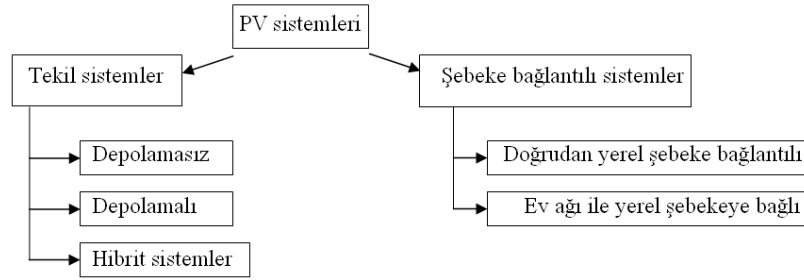 PV sistemleri
Tekil sistemler
Şebeke bağlantılı sistemler
Depolamasız
Doğrudan yerel şebeke bağlantılı
Depolamalı
Ev ağı ile yerel şebekeye bağlı
Hibrit sistemler